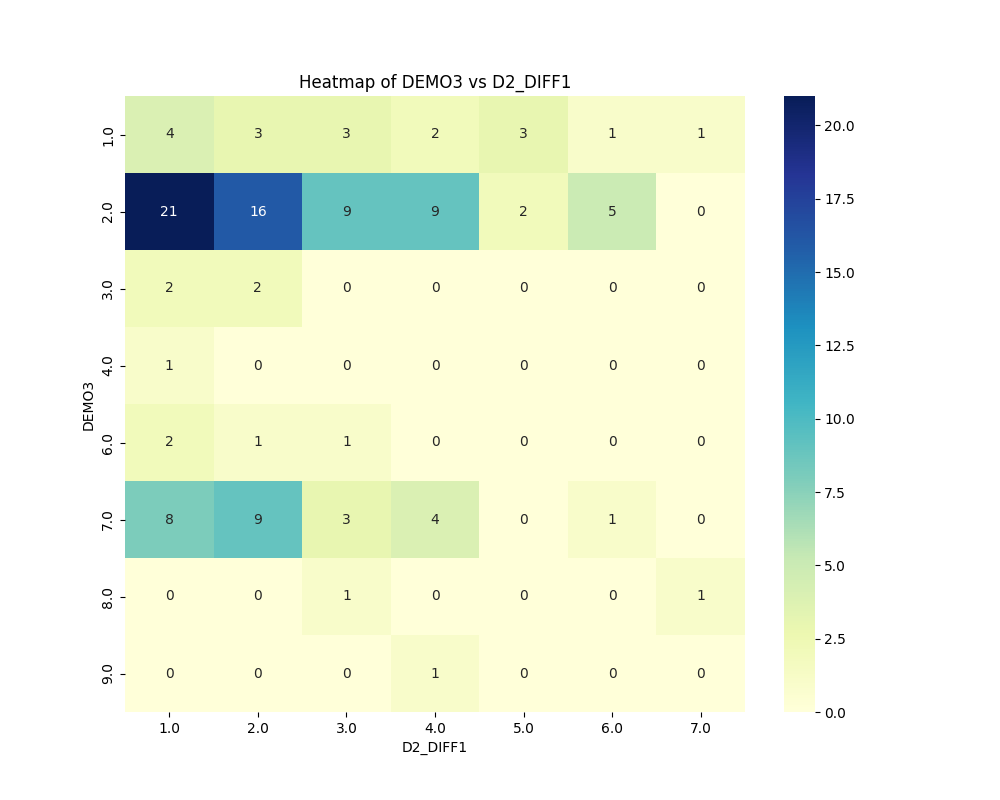 Heatmap of DEMO3 vs D2_DIFF1
1.0 4 3 3 2 3 1 1
2.0 21 16 9 9 2 5 0
3.0 2 2 0 0 0 0 0
4.0 1 0 0 0 0 0 0
6.0 2 1 1 0 0 0 0
7.0 8 9 3 4 0 1 0
8.0 0 0 1 0 0 0 1
9.0 0 0 0 1 0 0 0
1.0 2.0 3.0 4.0 5.0 6.0 7.0
D2_DIFF1
DEMO3
20.0
17.5
15.0
12.5
10.0
7.5
5.0
2.5
0.0